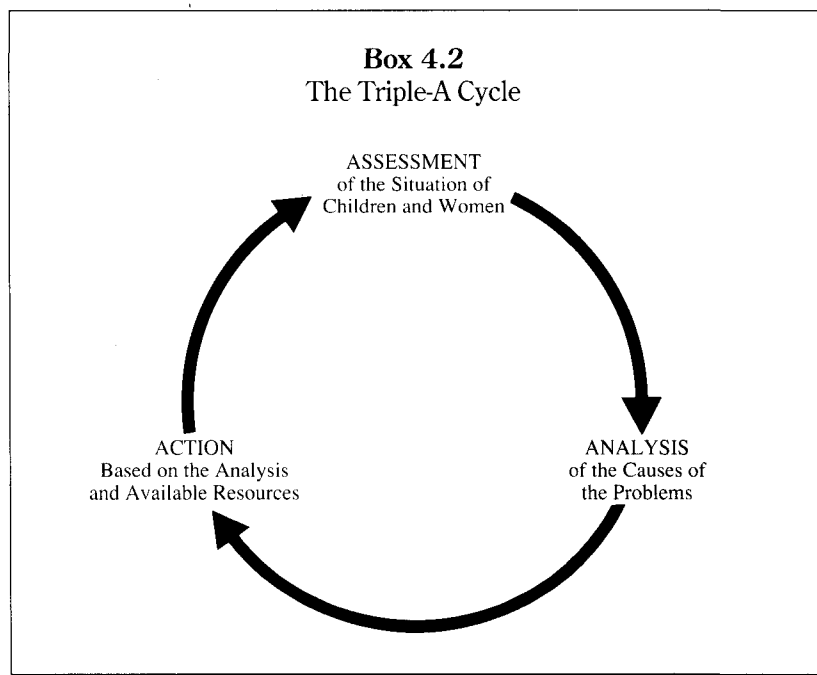 Box 4.2
The Triple-A Cycle
ASSESSMENT
of the Situation of
Children and Women
ACTION
Based on the Analysis
and Available Resources
ANALYSIS
of the Causes of
the Problems